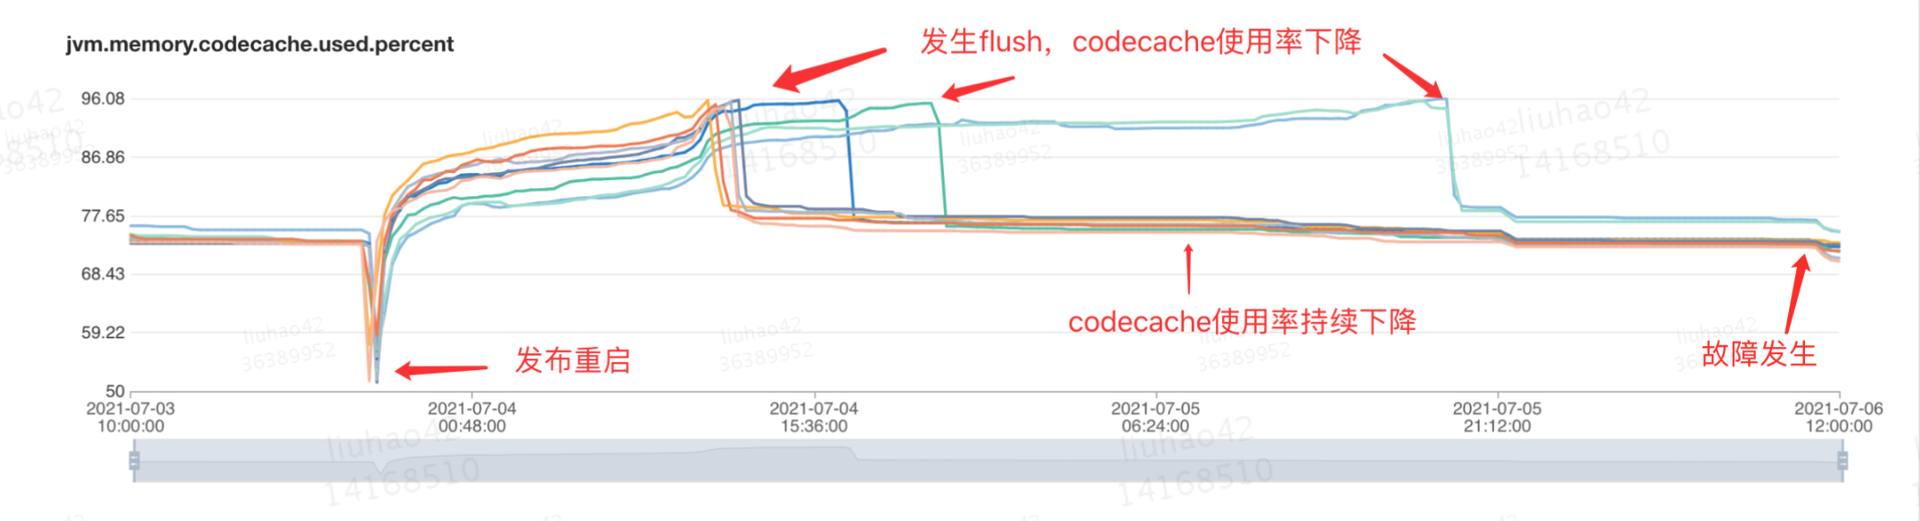 发生flush，codecache使用率下降
jvm.memory.codecache.used.percent
96.08
86.86
77.65
68.43
59.22
50
codecache使用率持续下降
发布重启
故障发生
2021-07-03 10:00:00
2021-07-04 00:48:00
2021-07-04 15:36:00
2021-07-05 06:24:00
2021-07-05 21:12:00
2021-07-06 12:00:00
liuhao42
36389952
liuhao42
14168510